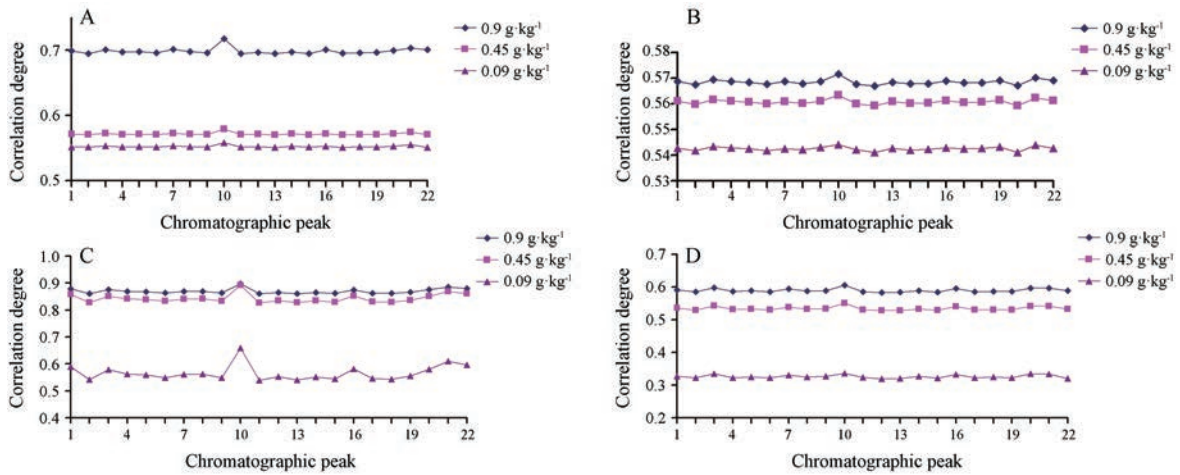 A
0.9 g·kg⁻¹
0.45 g·kg⁻¹
0.09 g·kg⁻¹
Correlation degree
0.7
0.6
0.5
1 4 7 10 13 16 19 22
Chromatographic peak
B
0.9 g·kg⁻¹
0.45 g·kg⁻¹
0.09 g·kg⁻¹
Correlation degree
0.58
0.57
0.56
0.55
0.54
0.53
1 4 7 10 13 16 19 22
Chromatographic peak
C
0.9 g·kg⁻¹
0.45 g·kg⁻¹
0.09 g·kg⁻¹
Correlation degree
1.0
0.9
0.8
0.7
0.6
0.5
0.4
1 4 7 10 13 16 19 22
Chromatographic peak
D
0.9 g·kg⁻¹
0.45 g·kg⁻¹
0.09 g·kg⁻¹
Correlation degree
0.7
0.6
0.5
0.4
0.3
0.2
1 4 7 10 13 16 19 22
Chromatographic peak